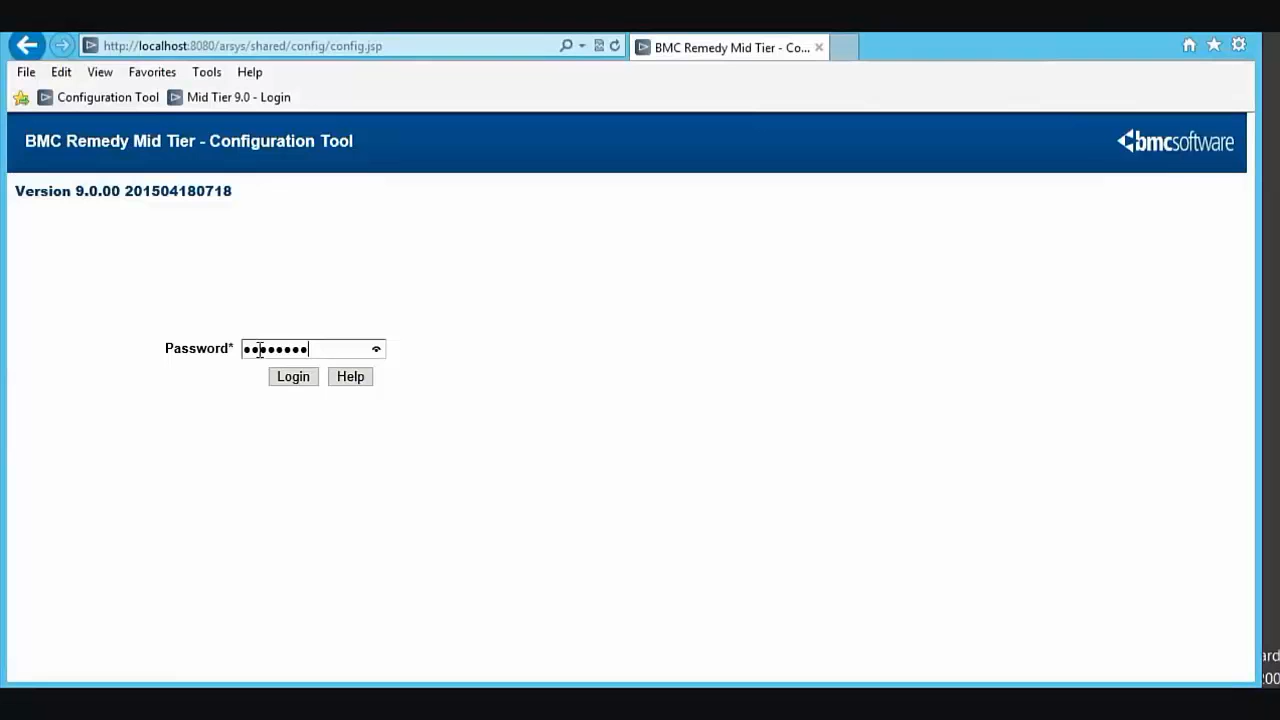 http://localhost:8080/arsys/shared/config/config.jsp
BMC Remedy Mid Tier - Co...
File Edit View Favorites Tools Help
Configuration Tool Mid Tier 9.0 - Login
BMC Remedy Mid Tier - Configuration Tool
bmcsoftware
Version 9.0.00 201504180718
Password* ••••••••
Login Help